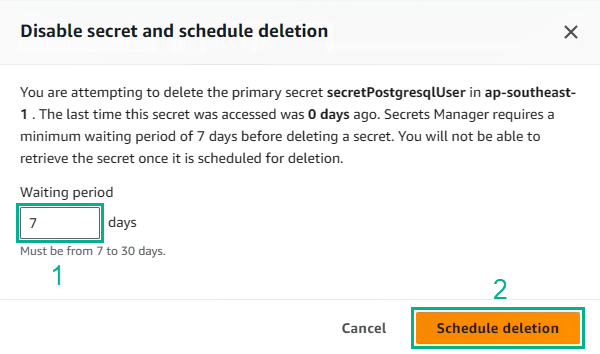 Disable secret and schedule deletion
You are attempting to delete the primary secret secretPostgresqlUser in ap-southeast-
1 . The last time this secret was accessed was 0 days ago. Secrets Manager requires a
minimum waiting period of 7 days before deleting a secret. You will not be able to
retrieve the secret once it is scheduled for deletion.
Waiting period
7 days
Must be from 7 to 30 days.
1
2
Cancel Schedule deletion